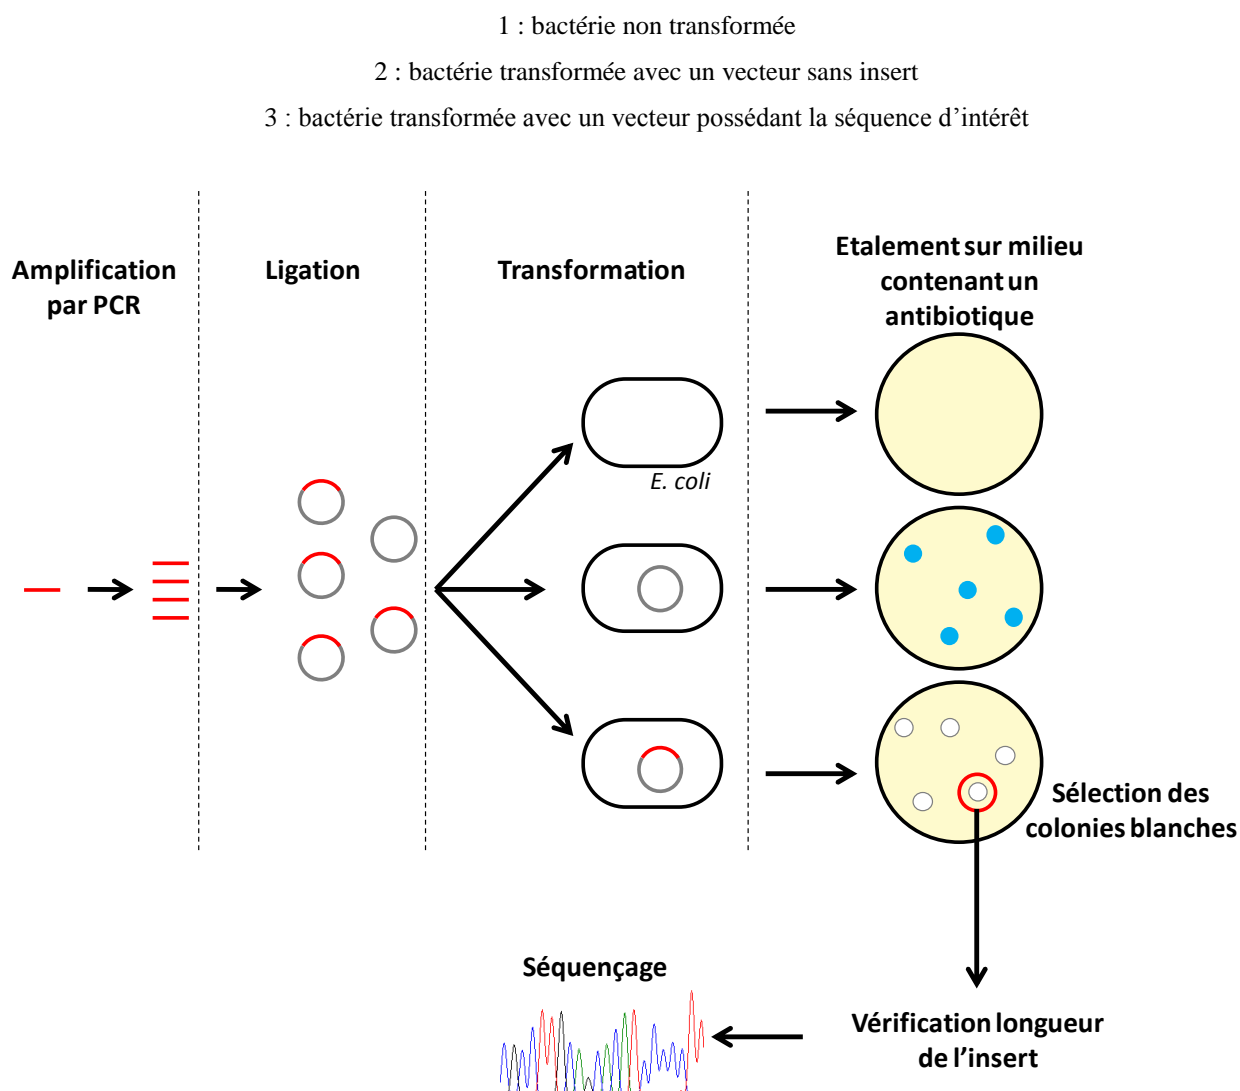 1 : bactérie non transformée
2 : bactérie transformée avec un vecteur sans insert
3 : bactérie transformée avec un vecteur possédant la séquence d’intérêt
Amplification
par PCR
Ligation
Transformation
Etalement sur milieu
contenant un
antibiotique
E. coli
Sélection des
colonies blanches
Séquençage
Vérification longueur
de l’insert